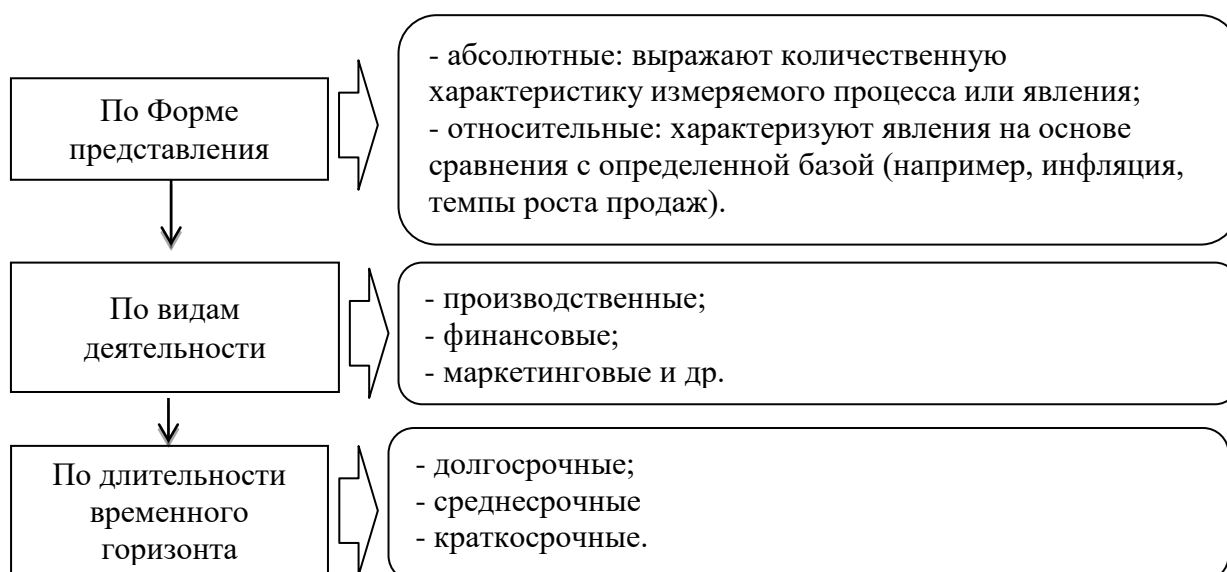 По Форме
представления
- абсолютные: выражают количественную
характеристику измеряемого процесса или явления;
- относительные: характеризуют явления на основе
сравнения с определенной базой (например, инфляция,
темпы роста продаж).
По видам
деятельности
- производственные;
- финансовые;
- маркетинговые и др.
По длительности
временного
горизонта
- долгосрочные;
- среднесрочные
- краткосрочные.